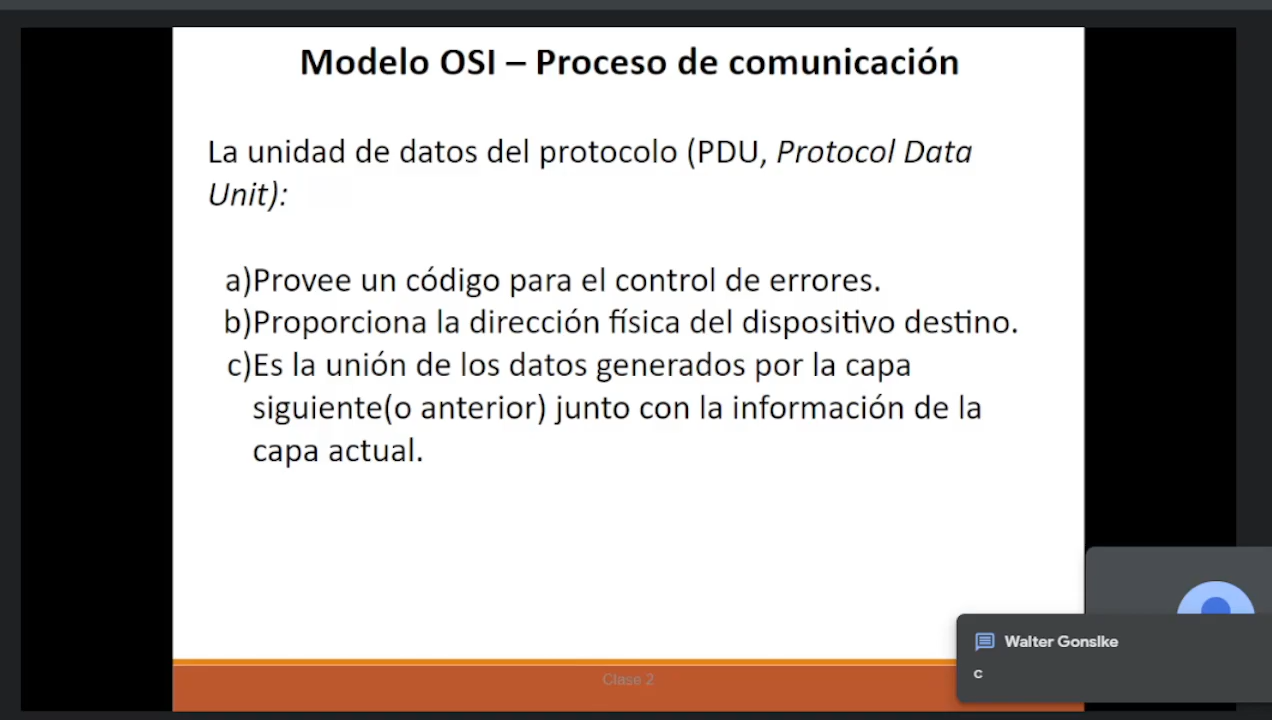 Modelo OSI – Proceso de comunicación
La unidad de datos del protocolo (PDU, Protocol Data
Unit):
a)Provee un código para el control de errores.
b)Proporciona la dirección física del dispositivo destino.
c)Es la unión de los datos generados por la capa
siguiente(o anterior) junto con la información de la
capa actual.
Clase 2
Walter Gonslke
c